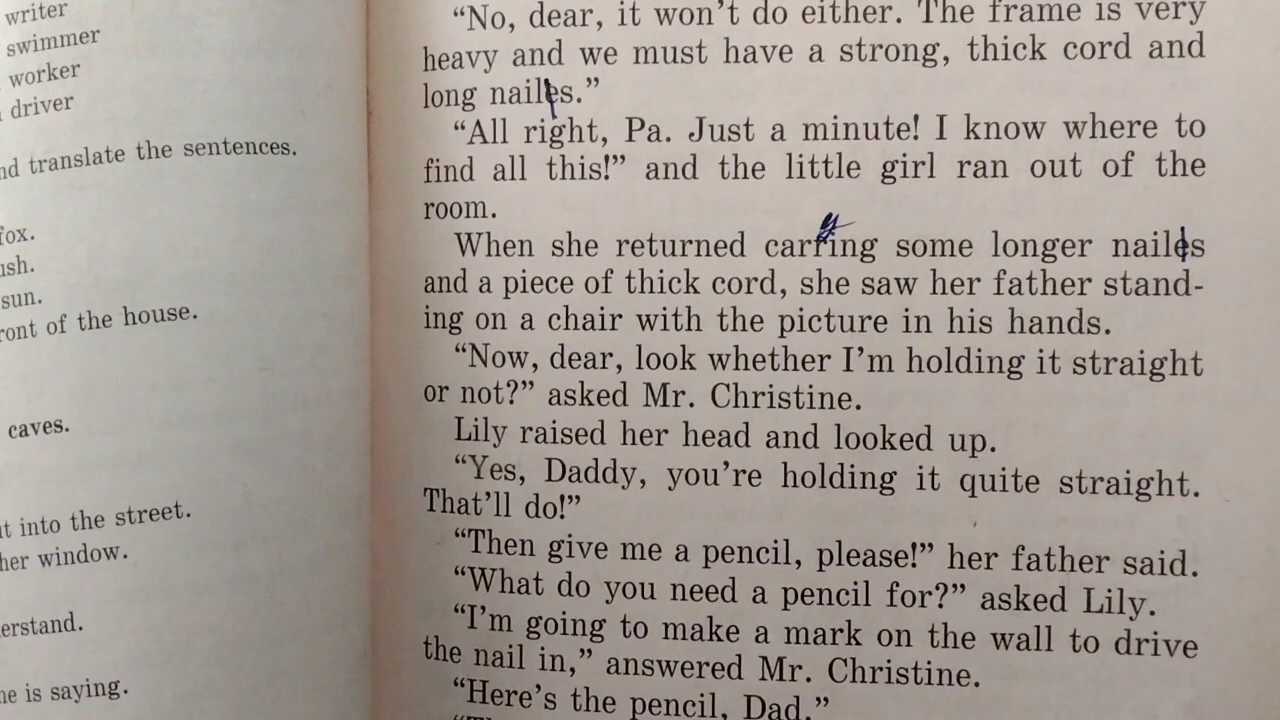 writer
swimmer
worker
driver
translate the sentences.
fox.
sun.
of the house.
caves.
into the street.
her window.
is saying.
“No, dear, it won’t do either. The frame is very
heavy and we must have a strong, thick cord and
long nailes.”
“All right, Pa. Just a minute! I know where to
find all this!” and the little girl ran out of the
room.
y
When she returned carring some longer nailes
and a piece of thick cord, she saw her father stand-
ing on a chair with the picture in his hands.
“Now, dear, look whether I’m holding it straight
or not?” asked Mr. Christine.
Lily raised her head and looked up.
“Yes, Daddy, you’re holding it quite straight.
That’ll do!”
“Then give me a pencil, please!” her father said.
“What do you need a pencil for?” asked Lily.
“I’m going to make a mark on the wall to drive
the nail in,” answered Mr. Christine.
“Here’s the pencil, Dad.”